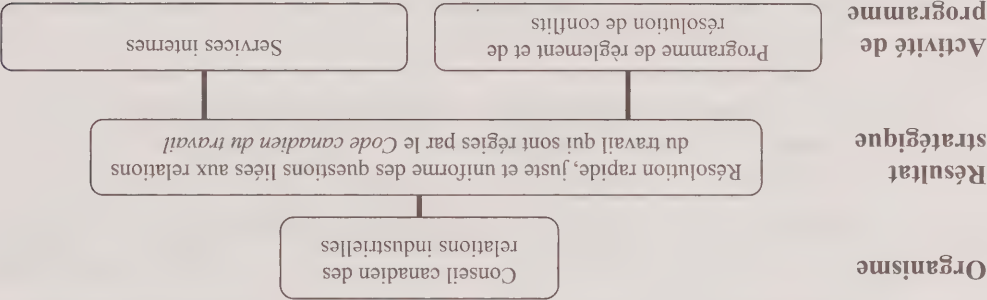 Organisme
Conseil canadien des
relations industrielles
Résultat
stratégique
Résolution rapide, juste et uniforme des questions liées aux relations
du travail qui sont régies par le Code canadien du travail
Activité de
programme
Programme de règlement et de
résolution de conflits
Services internes